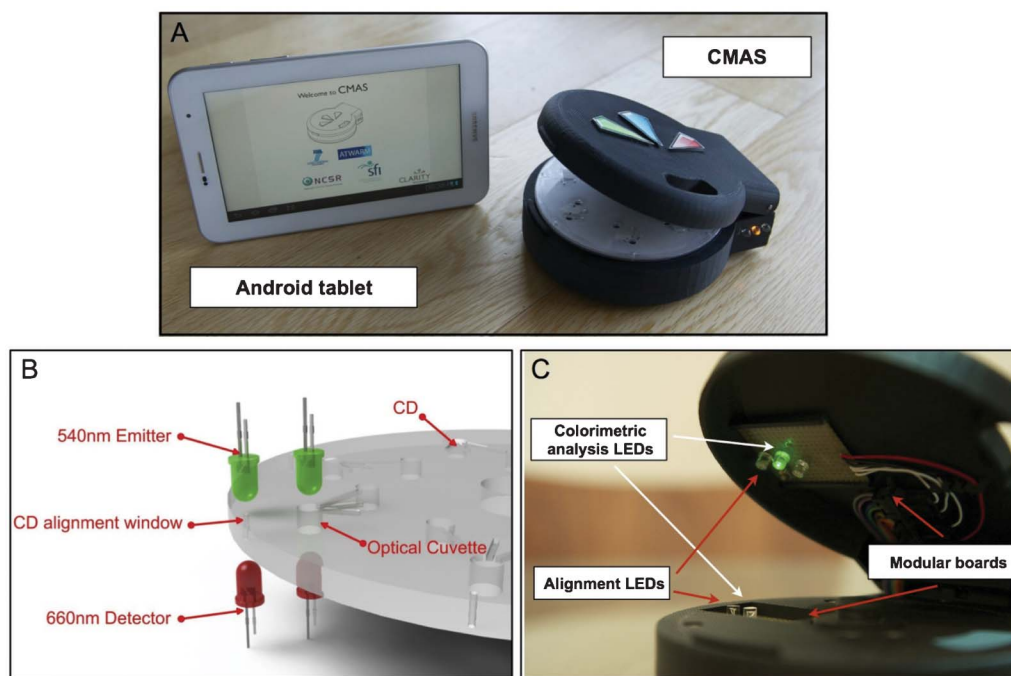 A
CMAS
Welcome to CMAS
ATWARM
NCSR
sfi
CLARITY
SAMSUNG
Android tablet
B
CD
540nm Emitter
CD alignment window
Optical Cuvette
660nm Detector
C
Colorimetric
analysis LEDs
Alignment LEDs
Modular boards